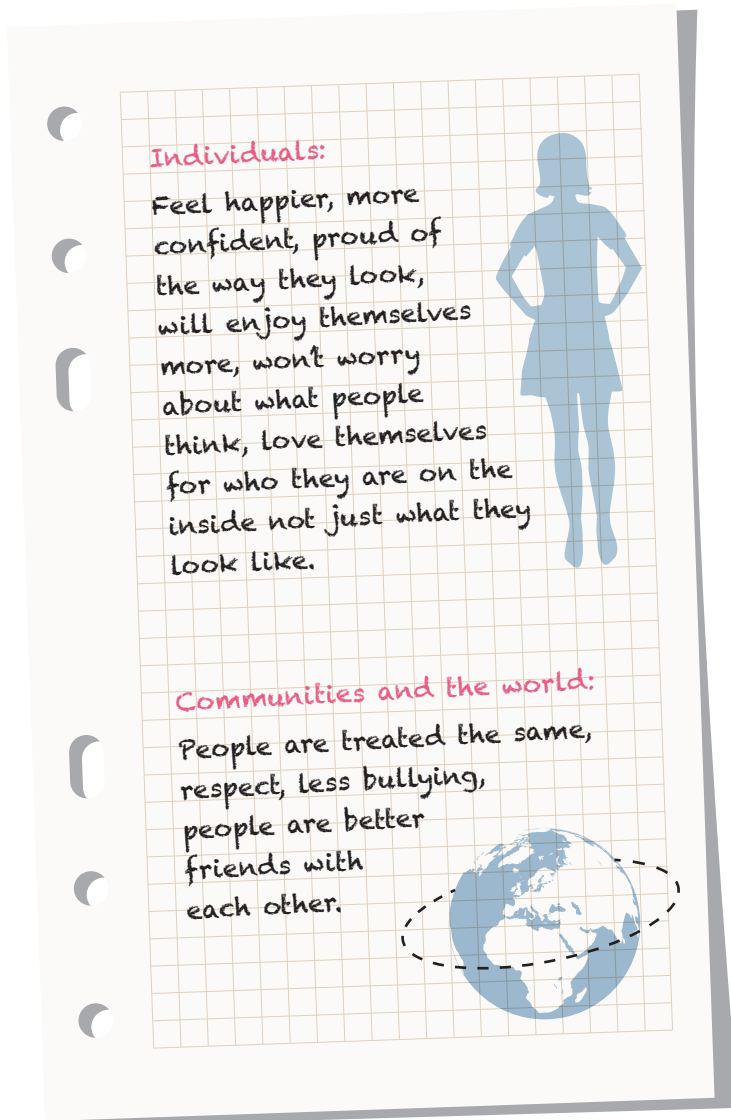 Individuals:
Feel happier, more
confident, proud of
the way they look,
will enjoy themselves
more, won't worry
about what people
think, love themselves
for who they are on the
inside not just what they
look like.
Communities and the world:
People are treated the same,
respect, less bullying,
people are better
friends with
each other.